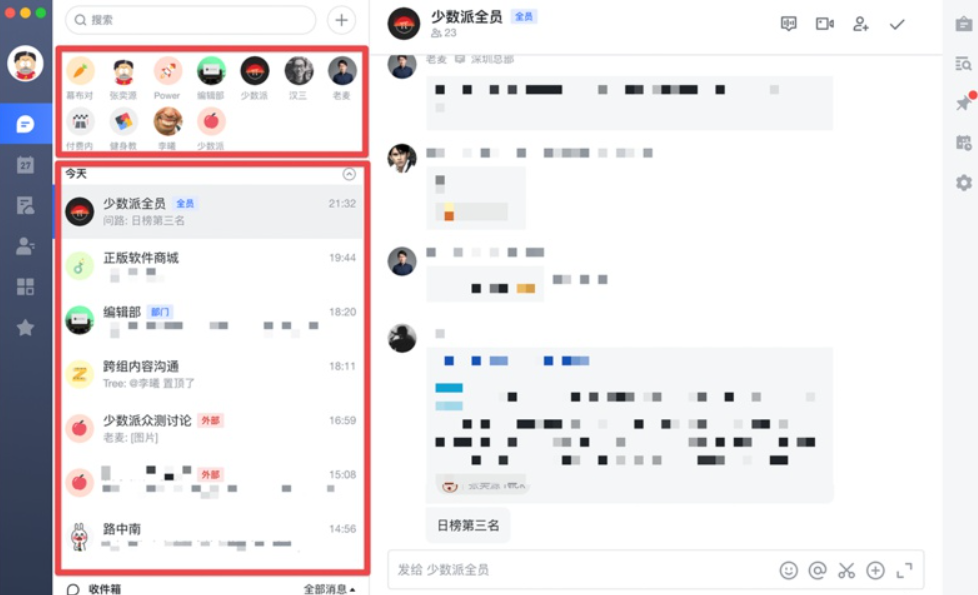 搜索
少数派全员 全员
23
老麦 深圳总部
幕布对 张奕源 Power 编辑部 少数派 汉三 老麦
付费内 健身教 李曦 少数派
今天
27
少数派全员 全员 21:32
问路: 日榜第三名
正版软件商城 19:44
编辑部 部门 18:20
跨组内容沟通 18:11
Tree: @李曦 置顶了
少数派众测讨论 外部 16:59
老麦: [图片]
外部 15:08
路中南 14:56
日榜第三名
发给 少数派全员
收件箱 全部消息